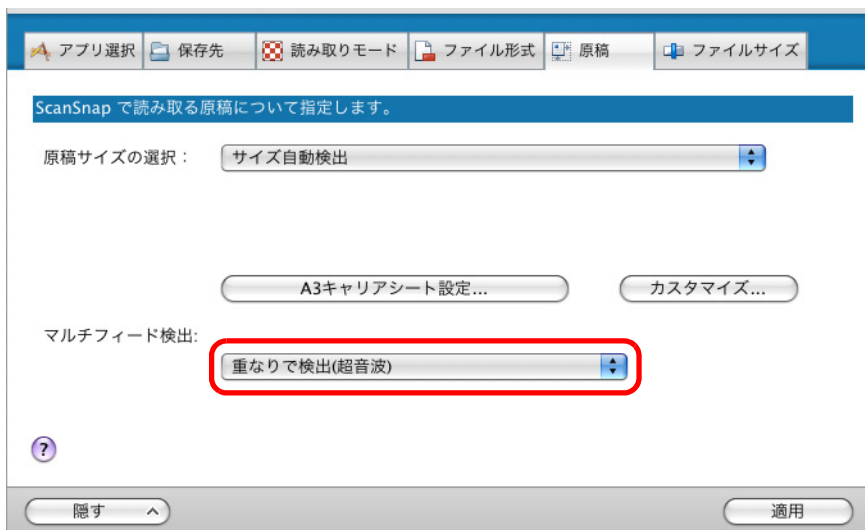 アプリ選択 保存先 読み取りモード ファイル形式 原稿 ファイルサイズ
ScanSnap で読み取る原稿について指定します。
原稿サイズの選択： サイズ自動検出
A3キャリアシート設定... カスタマイズ...
マルチフィード検出:
重なりで検出(超音波)
?
隠す 適用